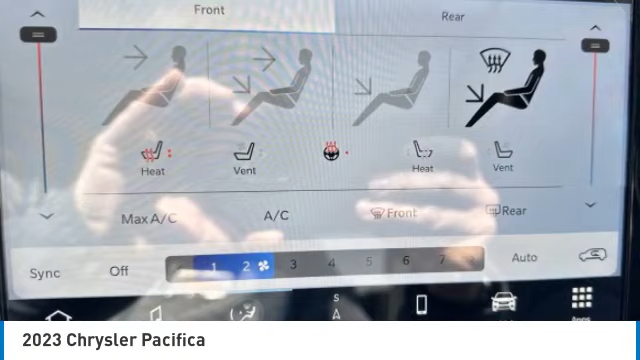 Front Rear
Heat Vent Heat Vent
Max A/C A/C Front Rear
Sync Off 1 2 3 4 5 6 7 Auto
S
A
Apps
2023 Chrysler Pacifica